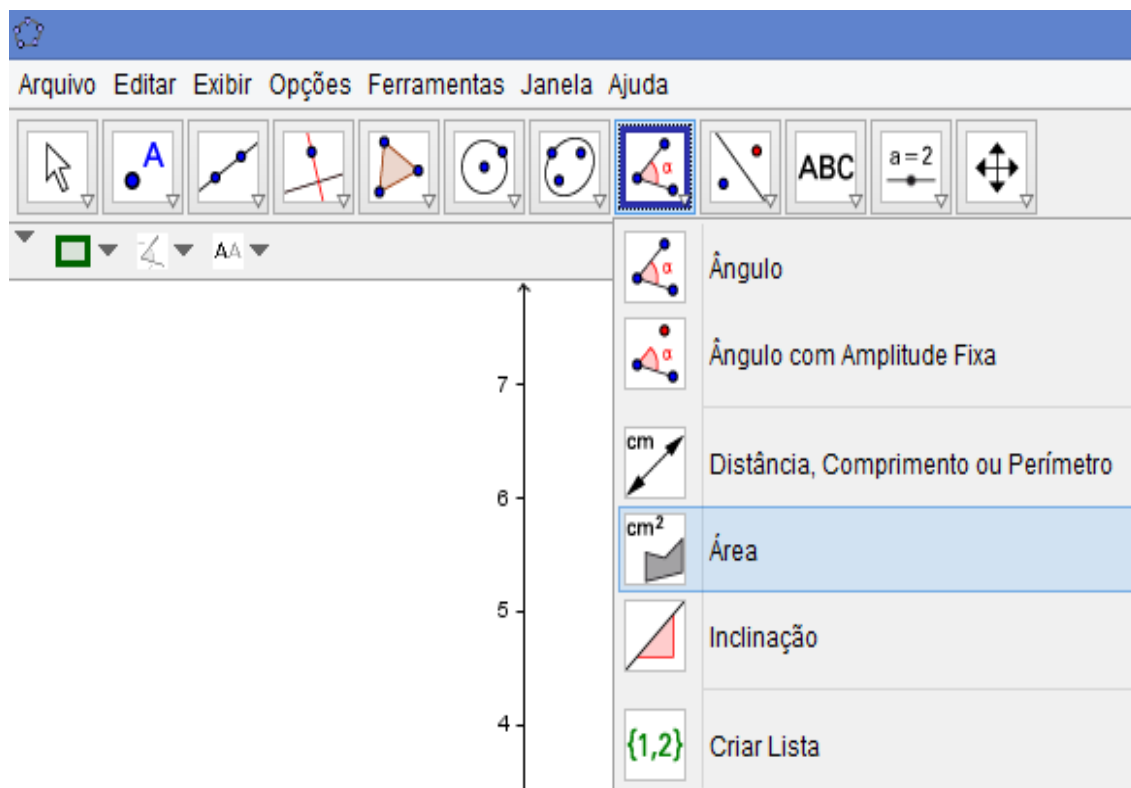 Arquivo Editar Exibir Opções Ferramentas Janela Ajuda
A
α
ABC
a = 2
AA
α Ângulo
α Ângulo com Amplitude Fixa
cm Distância, Comprimento ou Perímetro
cm² Área
Inclinação
{1,2} Criar Lista
7
6
5
4